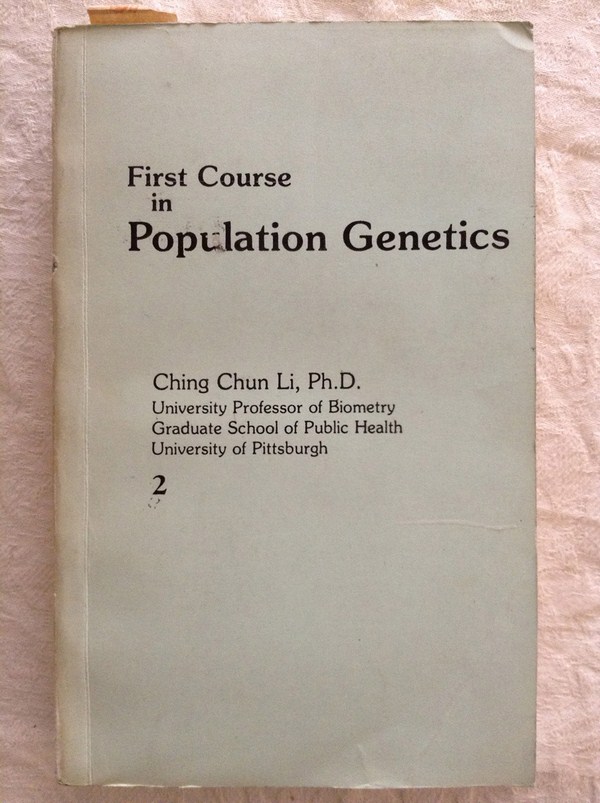 First Course
in
Population Genetics
Ching Chun Li, Ph.D.
University Professor of Biometry
Graduate School of Public Health
University of Pittsburgh
2